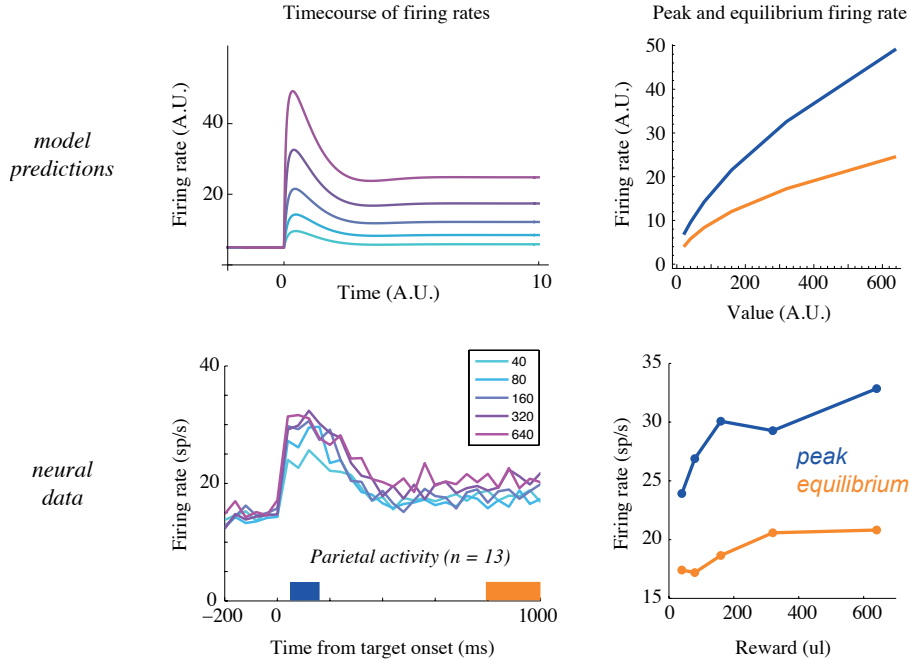 Timecourse of firing rates
Peak and equilibrium firing rate
model
predictions
Firing rate (A.U.)
40
20
0
10
Time (A.U.)
Firing rate (A.U.)
50
40
30
20
10
0
0
200
400
600
Value (A.U.)
neural
data
Firing rate (sp/s)
40
20
0
40
80
160
320
640
Parietal activity (n = 13)
−200
0
1000
Time from target onset (ms)
Firing rate (sp/s)
35
30
25
20
15
peak
equilibrium
0
200
400
600
Reward (ul)